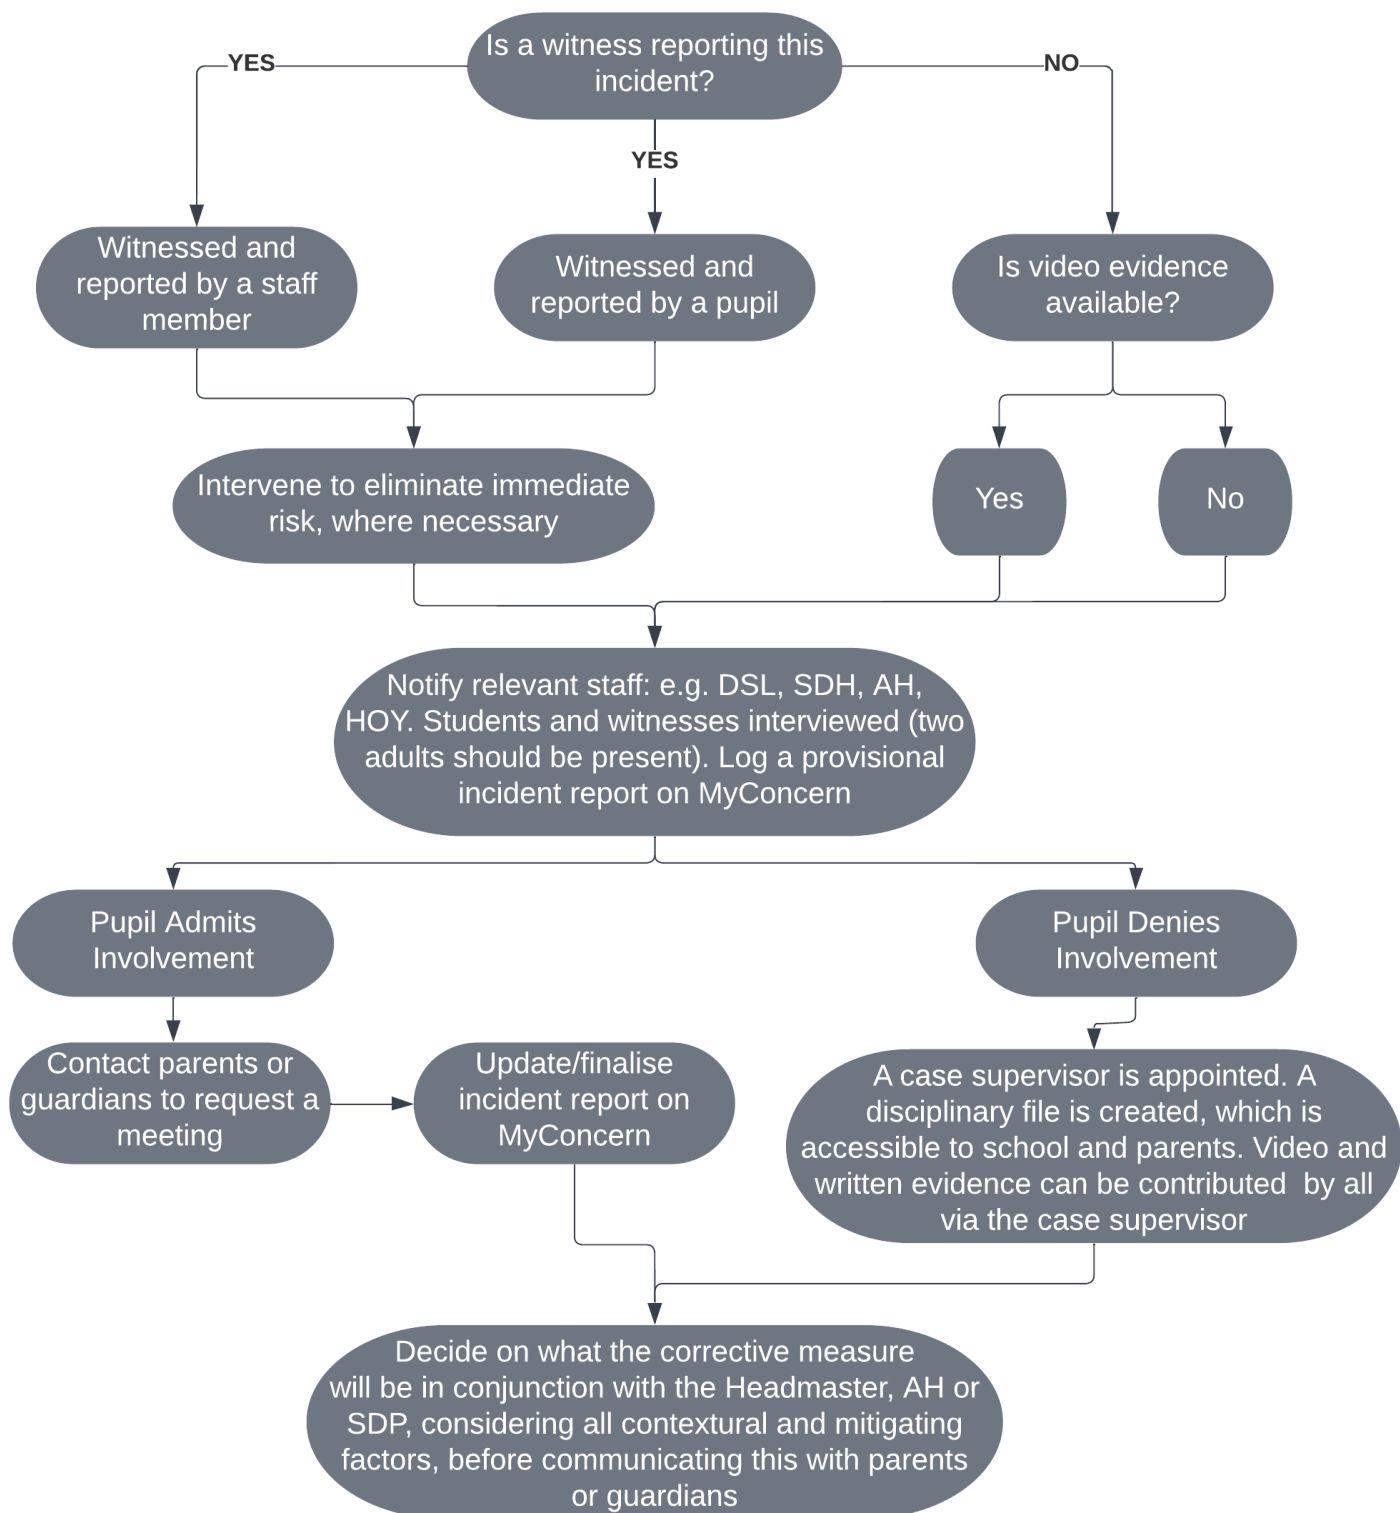 Is a witness reporting this
incident?
YES
NO
YES
Witnessed and
reported by a staff
member
Witnessed and
reported by a pupil
Is video evidence
available?
Intervene to eliminate immediate
risk, where necessary
Yes
No
Notify relevant staff: e.g. DSL, SDH, AH,
HOY. Students and witnesses interviewed (two
adults should be present). Log a provisional
incident report on MyConcern
Pupil Admits
Involvement
Pupil Denies
Involvement
Contact parents or
guardians to request a
meeting
Update/finalise
incident report on
MyConcern
A case supervisor is appointed. A
disciplinary file is created, which is
accessible to school and parents. Video and
written evidence can be contributed  by all
via the case supervisor
Decide on what the corrective measure
will be in conjunction with the Headmaster, AH or
SDP, considering all contextural and mitigating
factors, before communicating this with parents
or guardians